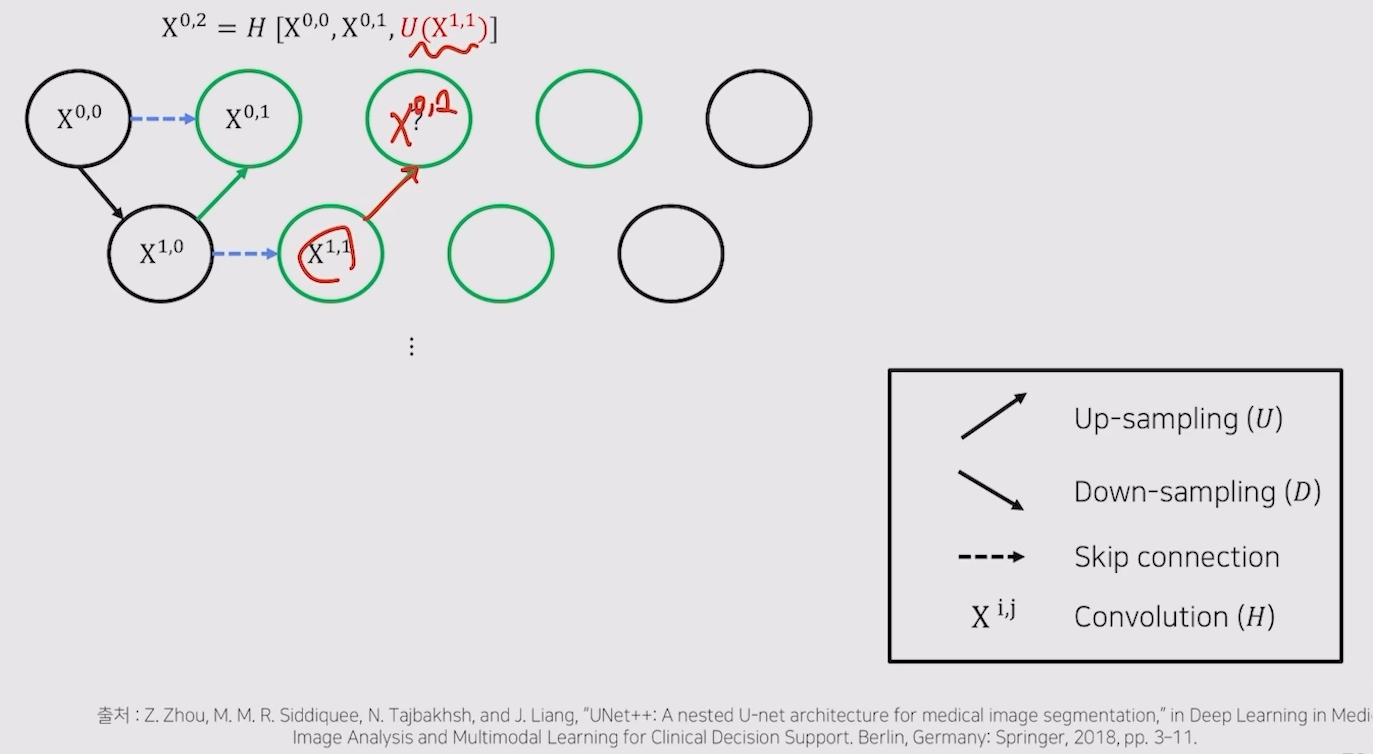 X^{0,2} = H [X^{0,0}, X^{0,1}, U(X^{1,1})]
X^{0,0} X^{0,1} X^{0,2} ?
X^{1,0} X^{1,1}
⋮
Up-sampling (U)
Down-sampling (D)
Skip connection
X^{i,j} Convolution (H)
출처 : Z. Zhou, M. M. R. Siddiquee, N. Tajbakhsh, and J. Liang, "UNet++: A nested U-net architecture for medical image segmentation," in Deep Learning in Medi
Image Analysis and Multimodal Learning for Clinical Decision Support. Berlin, Germany: Springer, 2018, pp. 3–11.